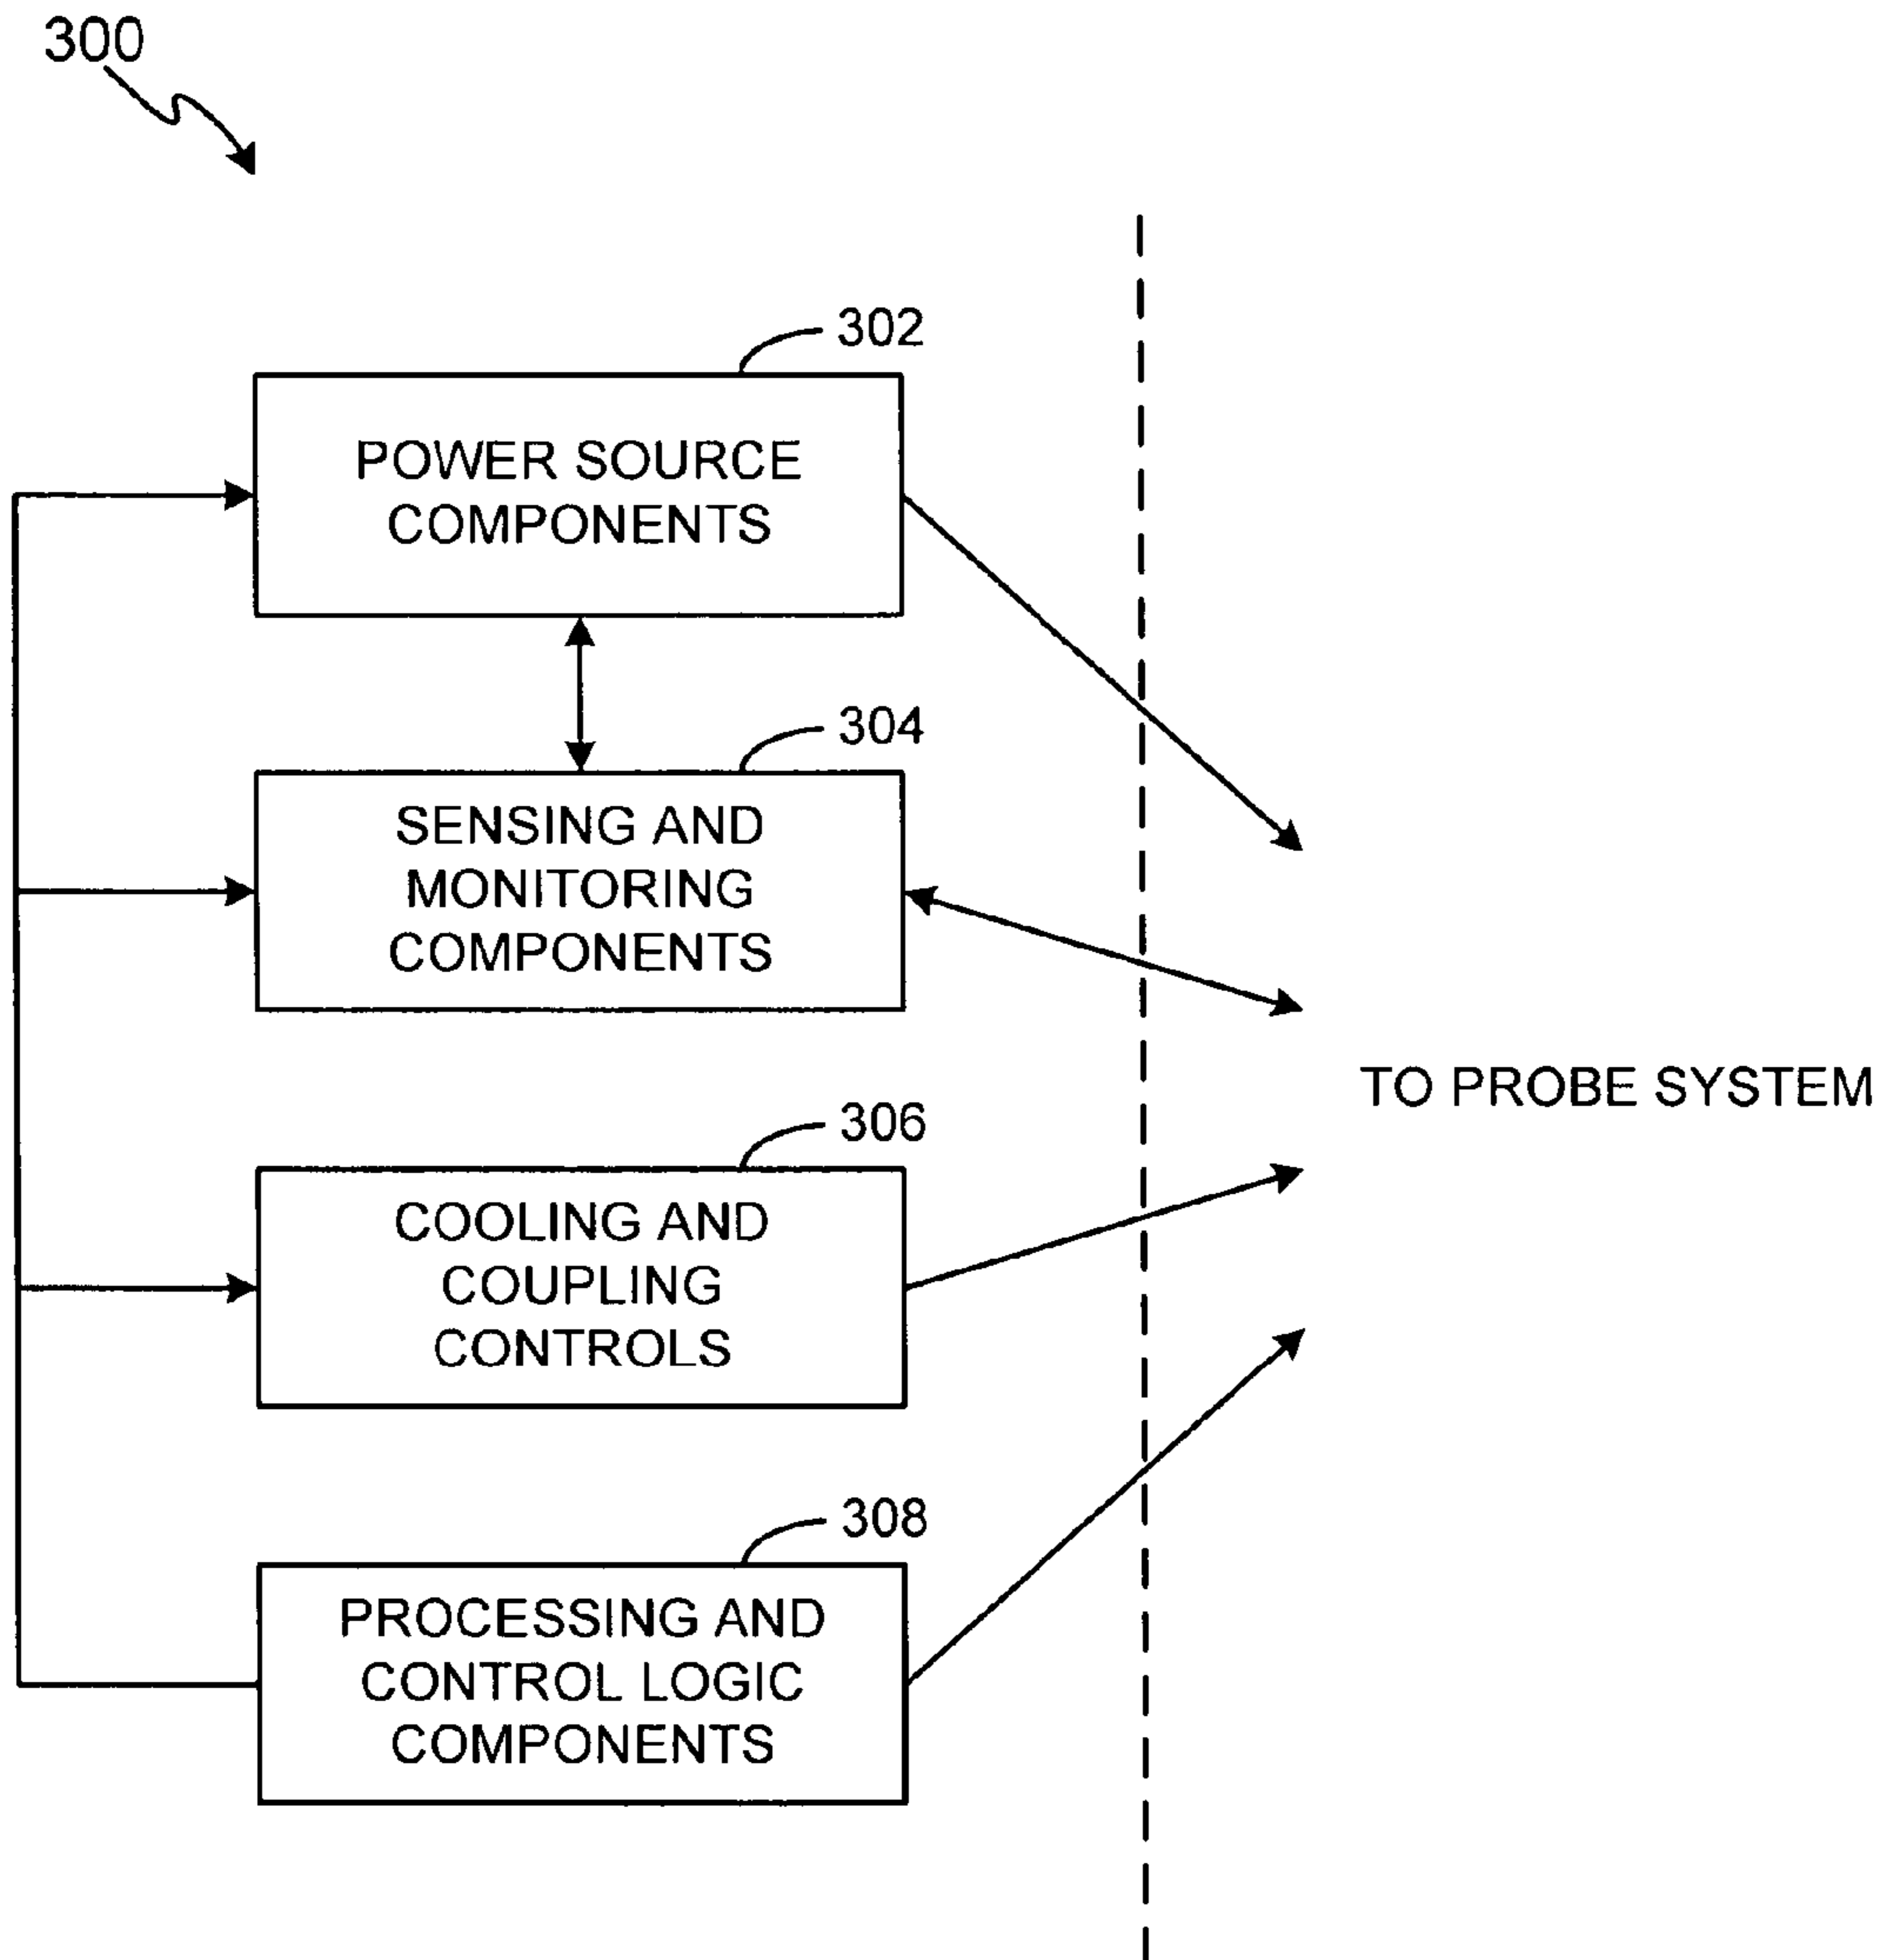 300
302
POWER SOURCE
COMPONENTS
304
SENSING AND
MONITORING
COMPONENTS
TO PROBE SYSTEM
306
COOLING AND
COUPLING
CONTROLS
308
PROCESSING AND
CONTROL LOGIC
COMPONENTS